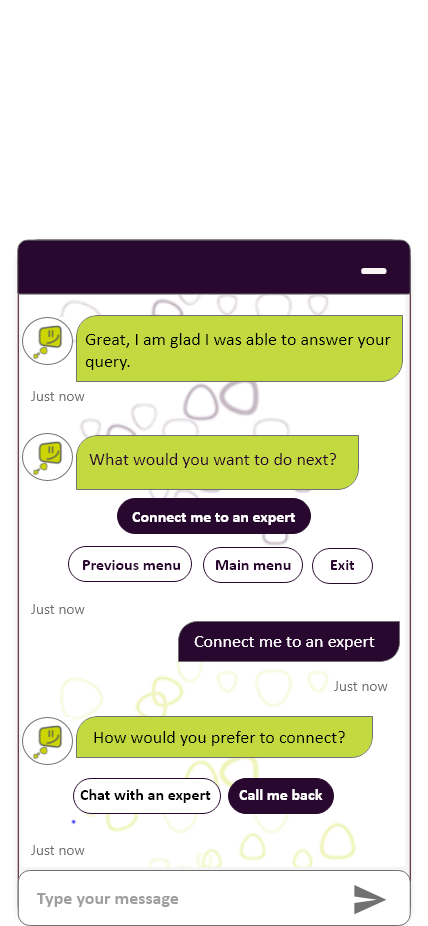 Great, I am glad I was able to answer your
query.
Just now
What would you want to do next?
Connect me to an expert
Previous menu
Main menu
Exit
Just now
Connect me to an expert
Just now
How would you prefer to connect?
Chat with an expert
Call me back
Just now
Type your message